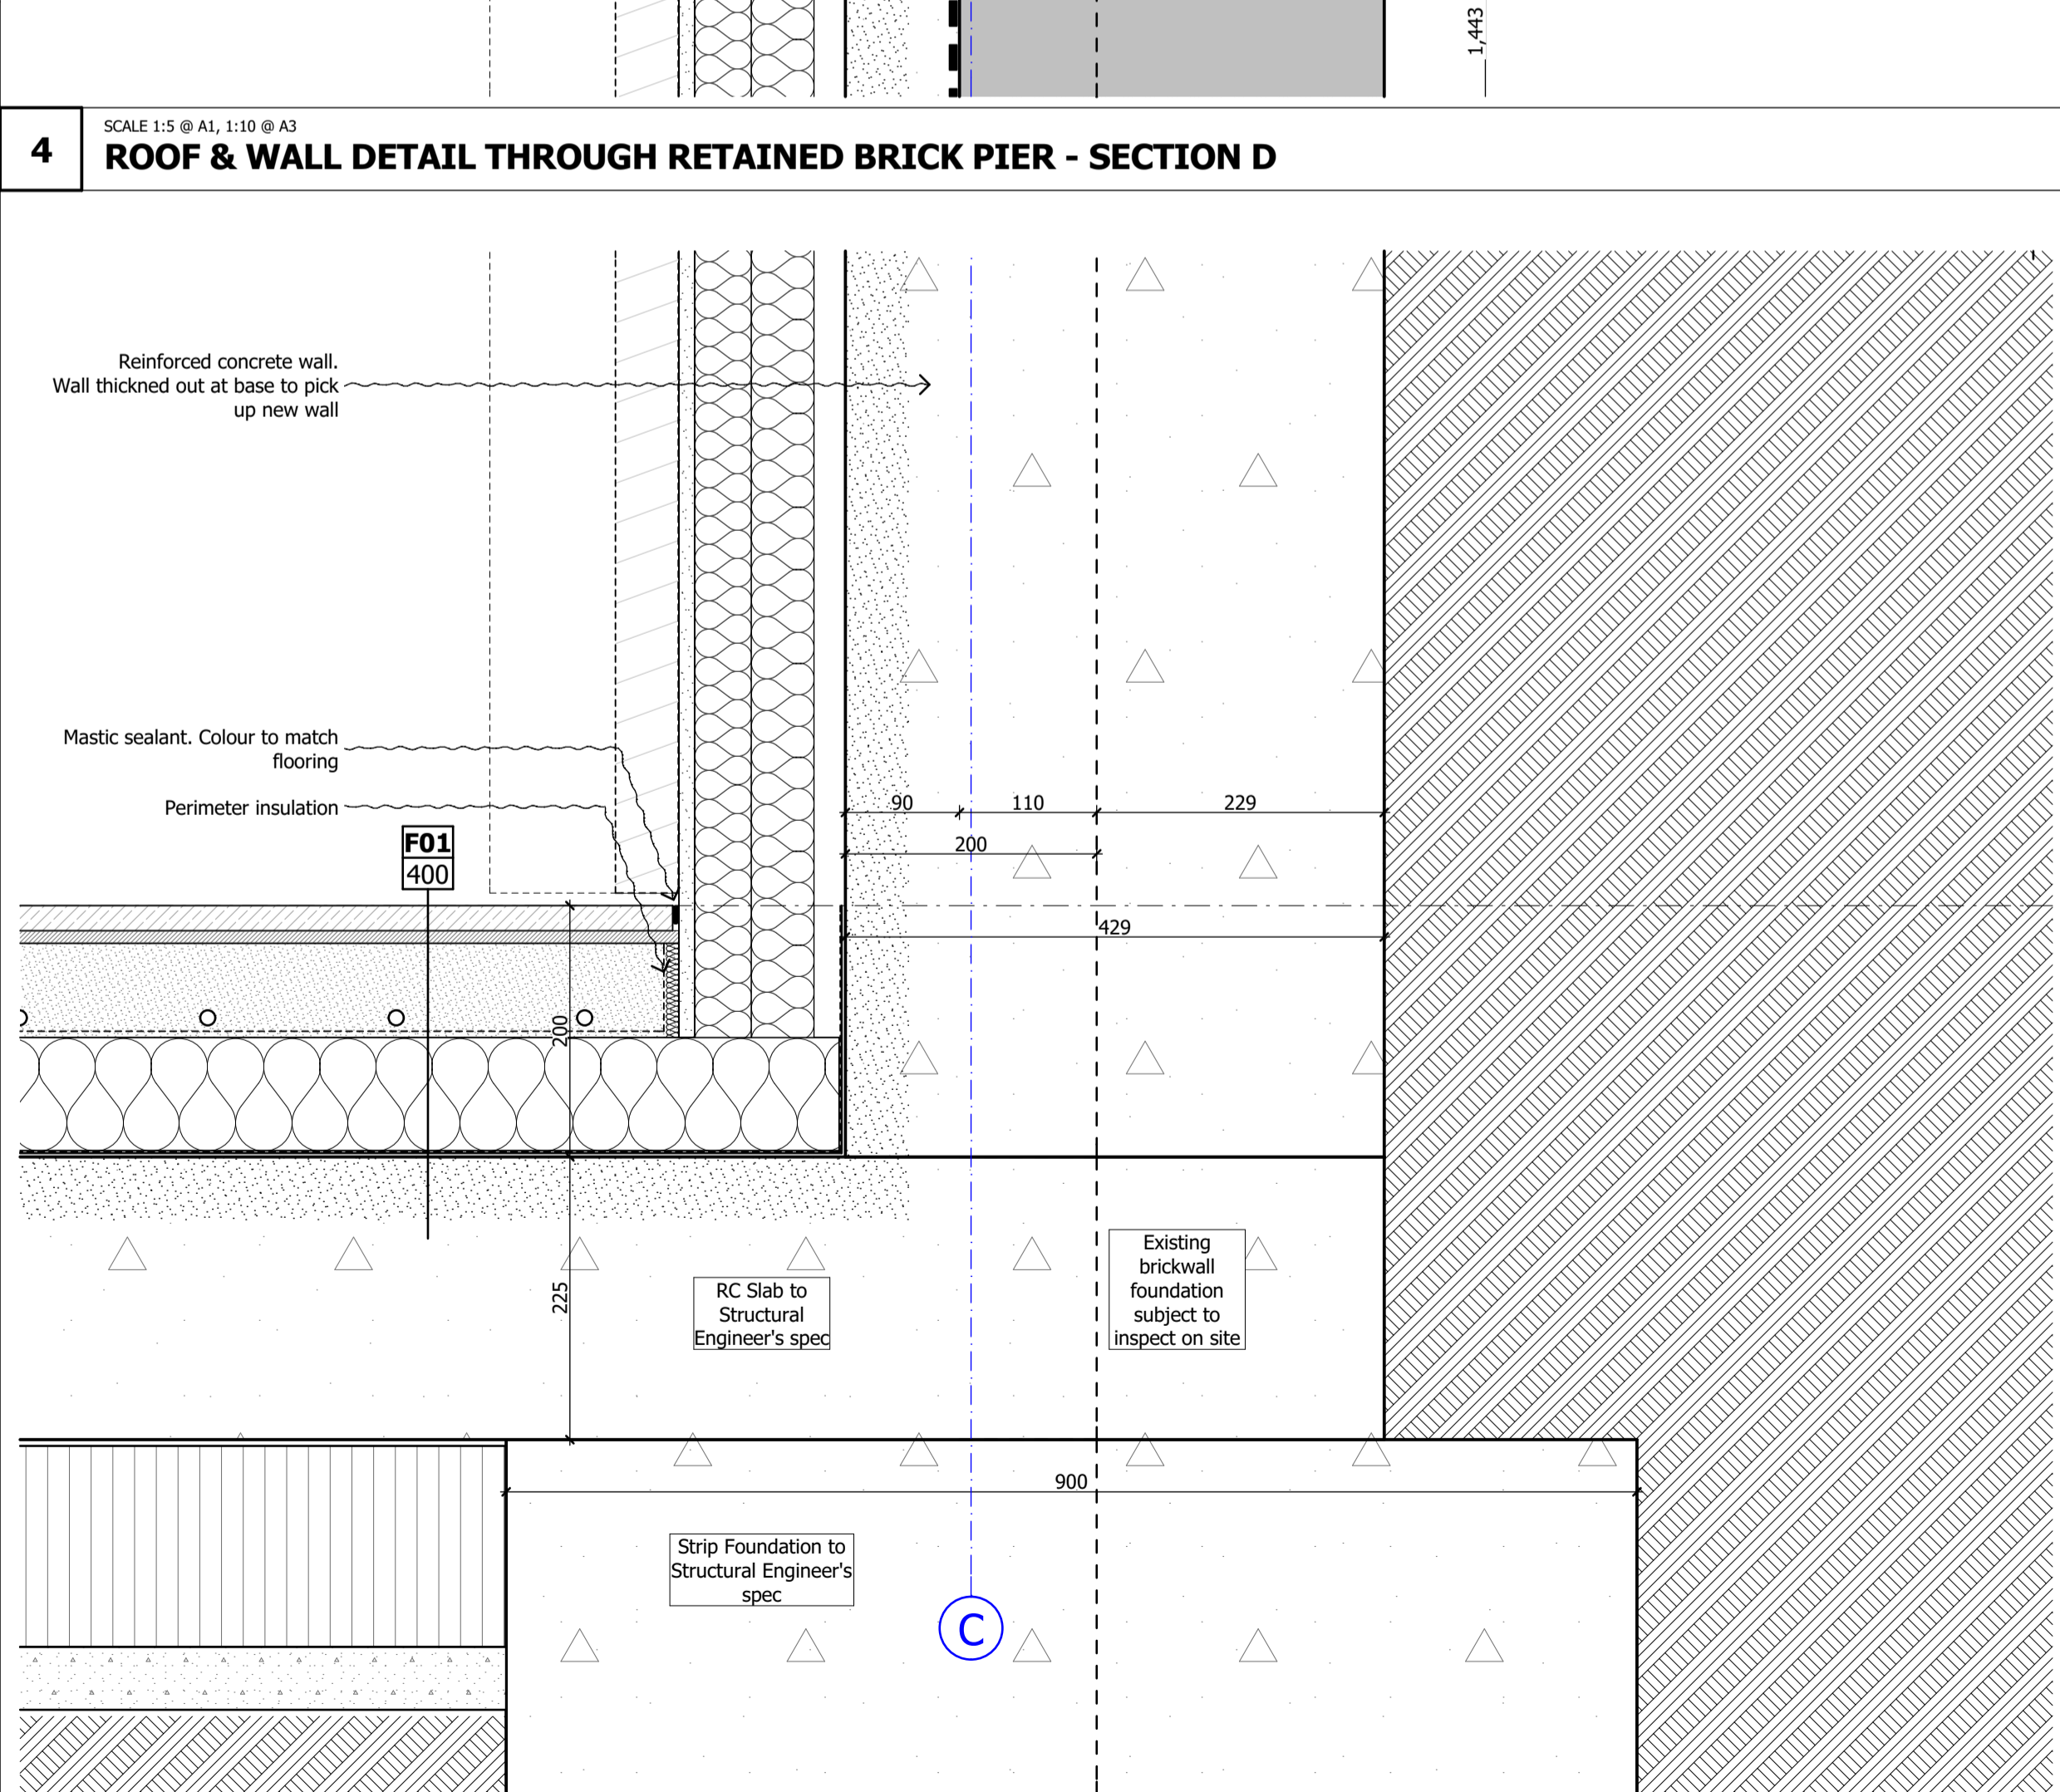 1,443
4
SCALE 1:5 @ A1, 1:10 @ A3
ROOF & WALL DETAIL THROUGH RETAINED BRICK PIER - SECTION D
Reinforced concrete wall.
Wall thickned out at base to pick
up new wall
Mastic sealant. Colour to match
flooring
Perimeter insulation
90
110
229
200
F01
400
429
200
225
RC Slab to
Structural
Engineer's spec
Existing
brickwall
foundation
subject to
inspect on site
900
Strip Foundation to
Structural Engineer's
spec
C